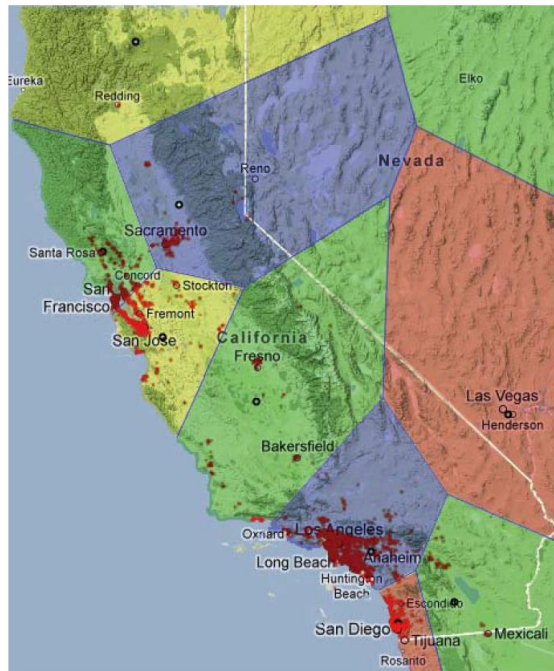 Eureka
Redding
Elko
Reno
Nevada
Sacramento
Santa Rosa
Concord
San
Francisco
Stockton
Fremont
San Jose
California
Fresno
Las Vegas
Henderson
Bakersfield
Oxnard
Los Angeles
Long Beach
Anaheim
Huntington
Beach
Escondido
San Diego
Tijuana
Mexicali
Rosarito